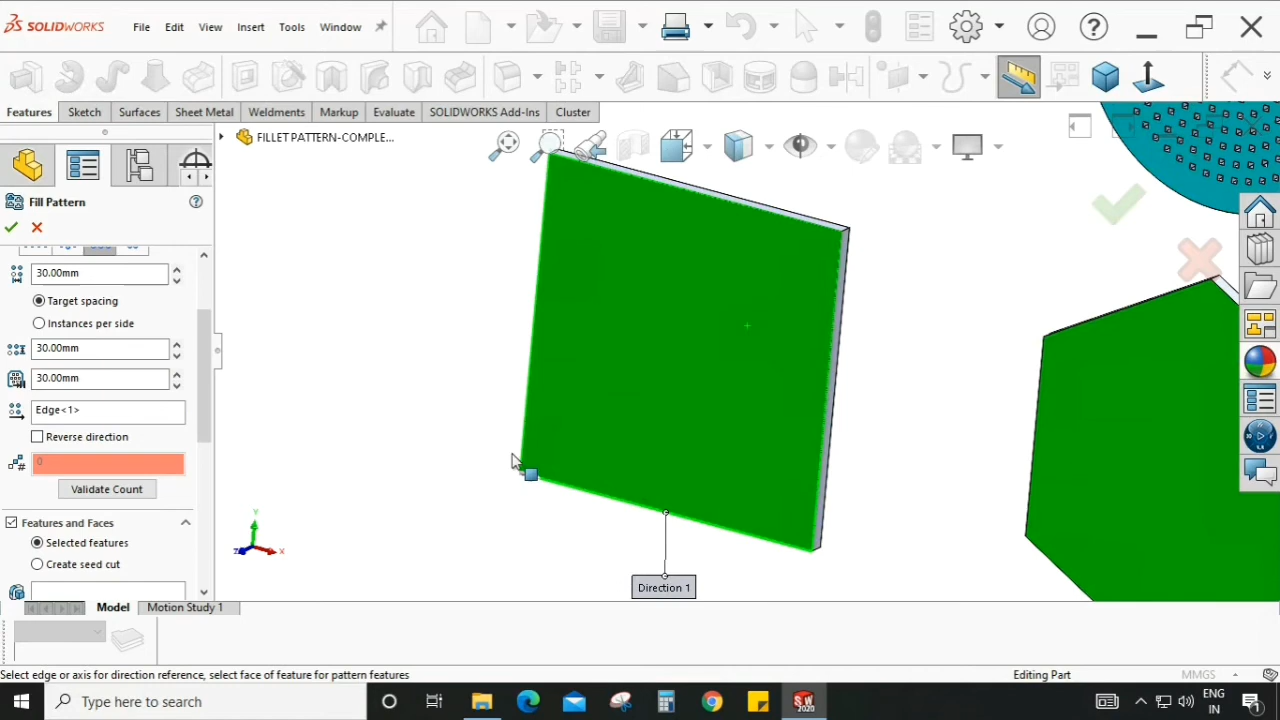 SOLIDWORKS File Edit View Insert Tools Window
Features Sketch Surfaces Sheet Metal Weldments Markup Evaluate SOLIDWORKS Add-Ins Cluster
FILLET PATTERN-COMPLE...
Fill Pattern
30.00mm
Target spacing
Instances per side
30.00mm
30.00mm
Edge<1>
Reverse direction
0
Validate Count
Features and Faces
Selected features
Create seed cut
Y
Z X
Direction 1
Model Motion Study 1
Select edge or axis for direction reference, select face of feature for pattern features Editing Part MMGS
Type here to search
SW
2020
ENG
IN
1